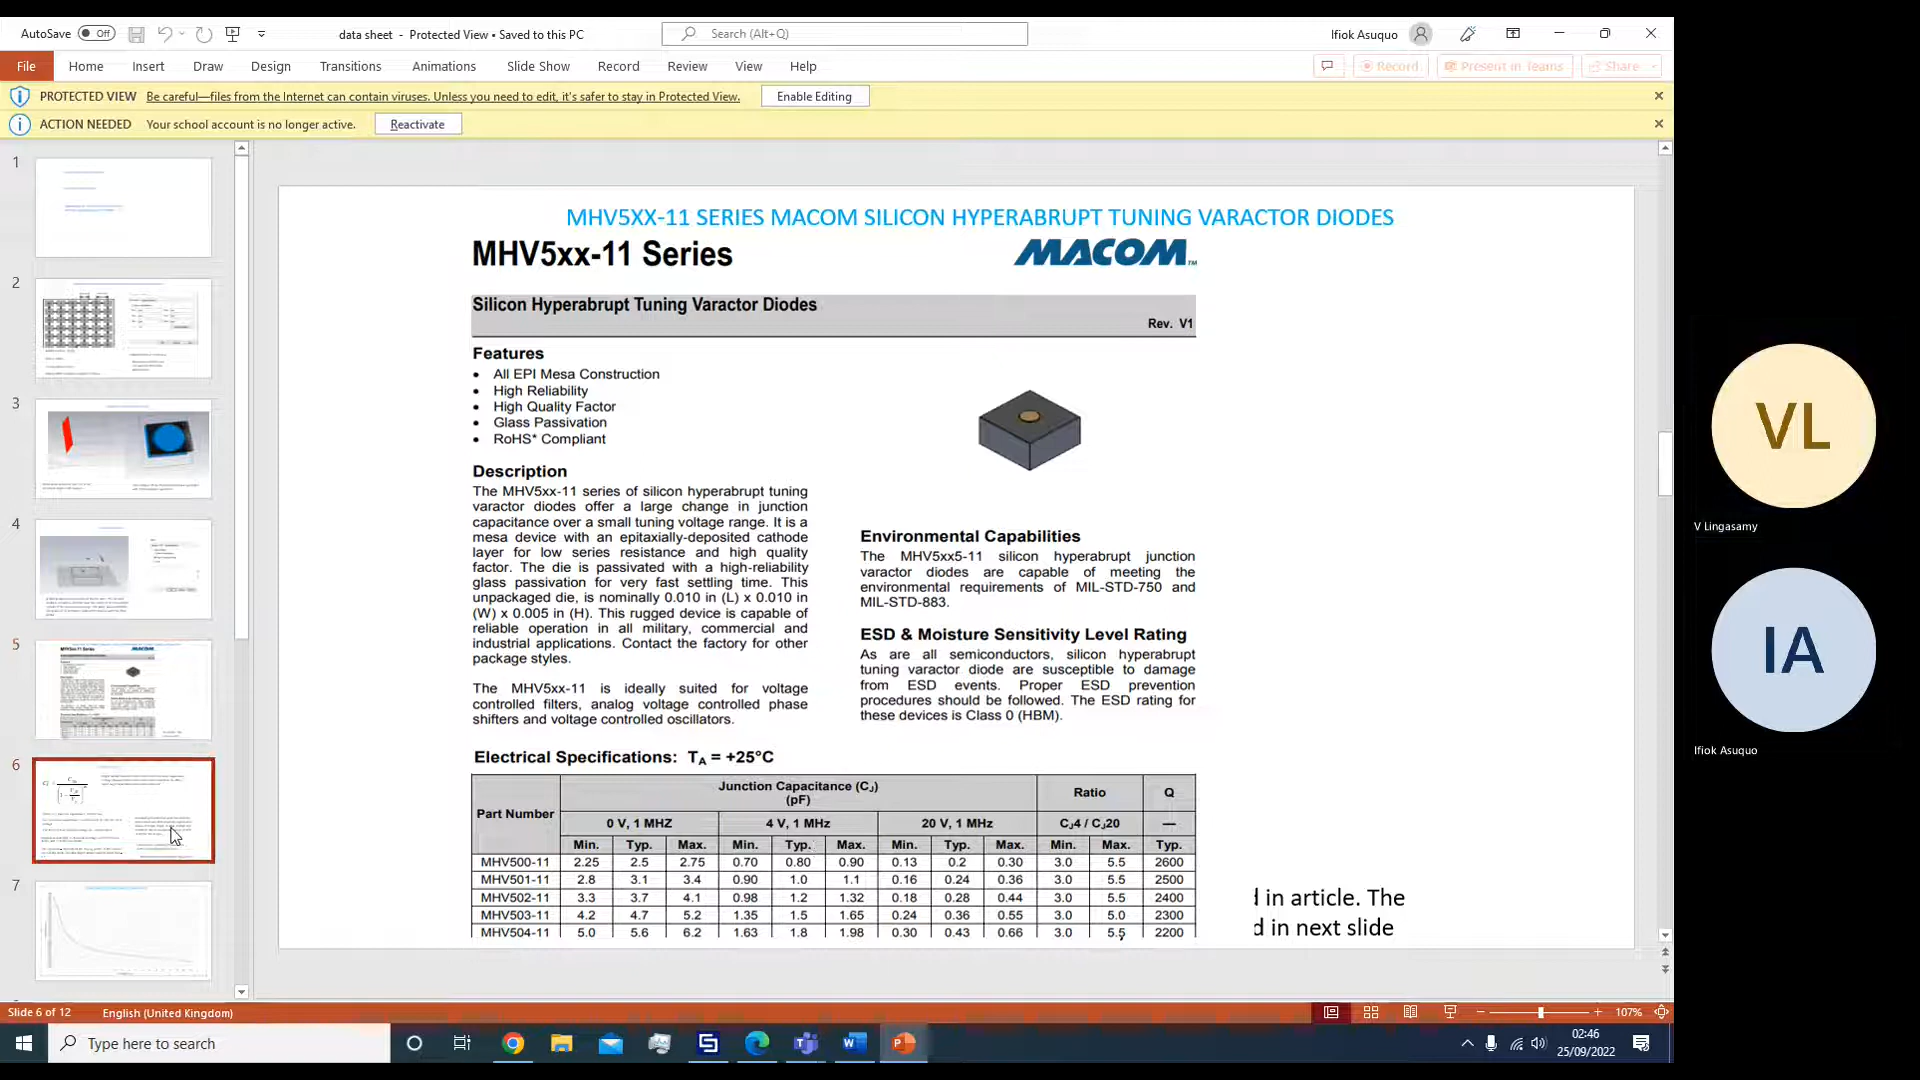 AutoSave Off
data sheet - Protected View • Saved to this PC
Search (Alt+Q)
Ifiok Asuquo
File Home Insert Draw Design Transitions Animations Slide Show Record Review View Help
Record Present in Teams Share
PROTECTED VIEW Be careful—files from the Internet can contain viruses. Unless you need to edit, it's safer to stay in Protected View. Enable Editing
ACTION NEEDED Your school account is no longer active. Reactivate
1
2
3
4
5
MHV5xx-11 Series MACOM
6
7
MHV5XX-11 SERIES MACOM SILICON HYPERABRUPT TUNING VARACTOR DIODES
MHV5xx-11 Series
MACOM™
Silicon Hyperabrupt Tuning Varactor Diodes
Rev. V1
Features
• All EPI Mesa Construction
• High Reliability
• High Quality Factor
• Glass Passivation
• RoHS* Compliant
Description
The MHV5xx-11 series of silicon hyperabrupt tuning
varactor diodes offer a large change in junction
capacitance over a small tuning voltage range. It is a
mesa device with an epitaxially-deposited cathode
layer for low series resistance and high quality
factor. The die is passivated with a high-reliability
glass passivation for very fast settling time. This
unpackaged die, is nominally 0.010 in (L) x 0.010 in
(W) x 0.005 in (H). This rugged device is capable of
reliable operation in all military, commercial and
industrial applications. Contact the factory for other
package styles.
The MHV5xx-11 is ideally suited for voltage
controlled filters, analog voltage controlled phase
shifters and voltage controlled oscillators.
Environmental Capabilities
The MHV5xx5-11 silicon hyperabrupt junction
varactor diodes are capable of meeting the
environmental requirements of MIL-STD-750 and
MIL-STD-883.
ESD & Moisture Sensitivity Level Rating
As are all semiconductors, silicon hyperabrupt
tuning varactor diode are susceptible to damage
from ESD events. Proper ESD prevention
procedures should be followed. The ESD rating for
these devices is Class 0 (HBM).
Electrical Specifications: TA = +25°C
Part Number Junction Capacitance (CJ) (pF) Ratio Q
0 V, 1 MHZ 4 V, 1 MHz 20 V, 1 MHz CJ4 / CJ20 —
Min. Typ. Max. Min. Typ. Max. Min. Typ. Max. Min. Max. Typ.
MHV500-11 2.25 2.5 2.75 0.70 0.80 0.90 0.13 0.2 0.30 3.0 5.5 2600
MHV501-11 2.8 3.1 3.4 0.90 1.0 1.1 0.16 0.24 0.36 3.0 5.5 2500
MHV502-11 3.3 3.7 4.1 0.98 1.2 1.32 0.18 0.28 0.44 3.0 5.5 2400
MHV503-11 4.2 4.7 5.2 1.35 1.5 1.65 0.24 0.36 0.55 3.0 5.0 2300
MHV504-11 5.0 5.6 6.2 1.63 1.8 1.98 0.30 0.43 0.66 3.0 5.5 2200
d in article. The
d in next slide
VL
V Lingasamy
IA
Ifiok Asuquo
Slide 6 of 12 English (United Kingdom) 107%
Type here to search
02:46
25/09/2022